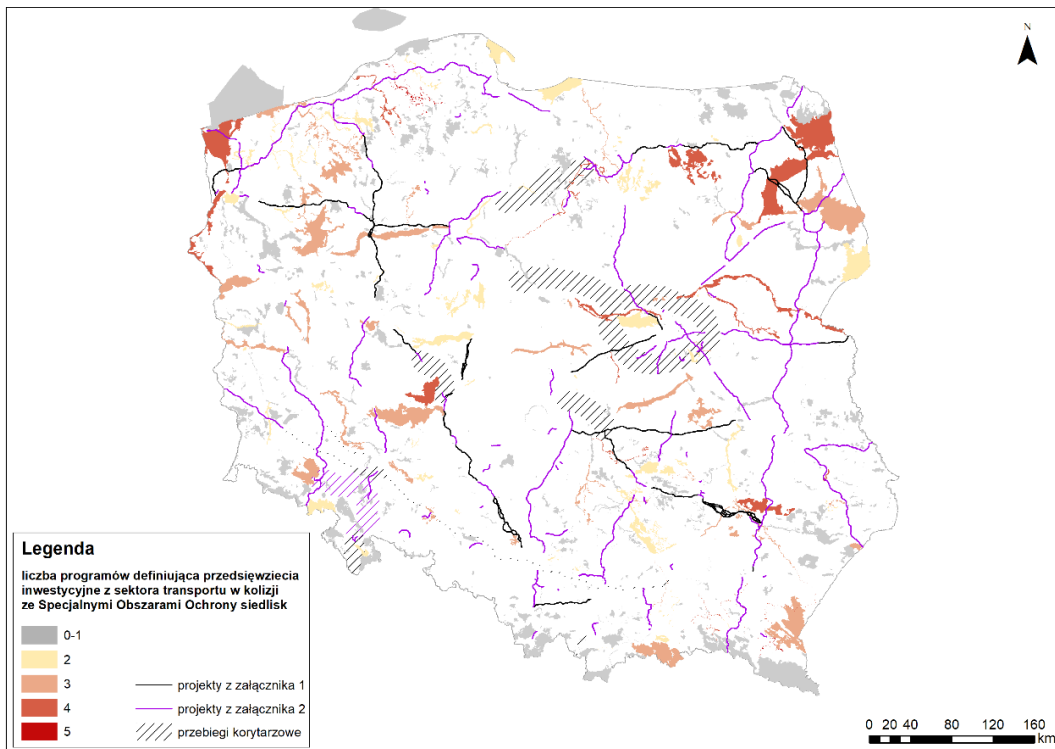 N
Legenda
liczba programów definiująca przedsięwziecia
inwestycyjne z sektora transportu w kolizji
ze Specjalnymi Obszarami Ochrony siedlisk
0-1
2
3
4
5
projekty z załącznika 1
projekty z załącznika 2
przebiegi korytarzowe
0 20 40 80 120 160
km